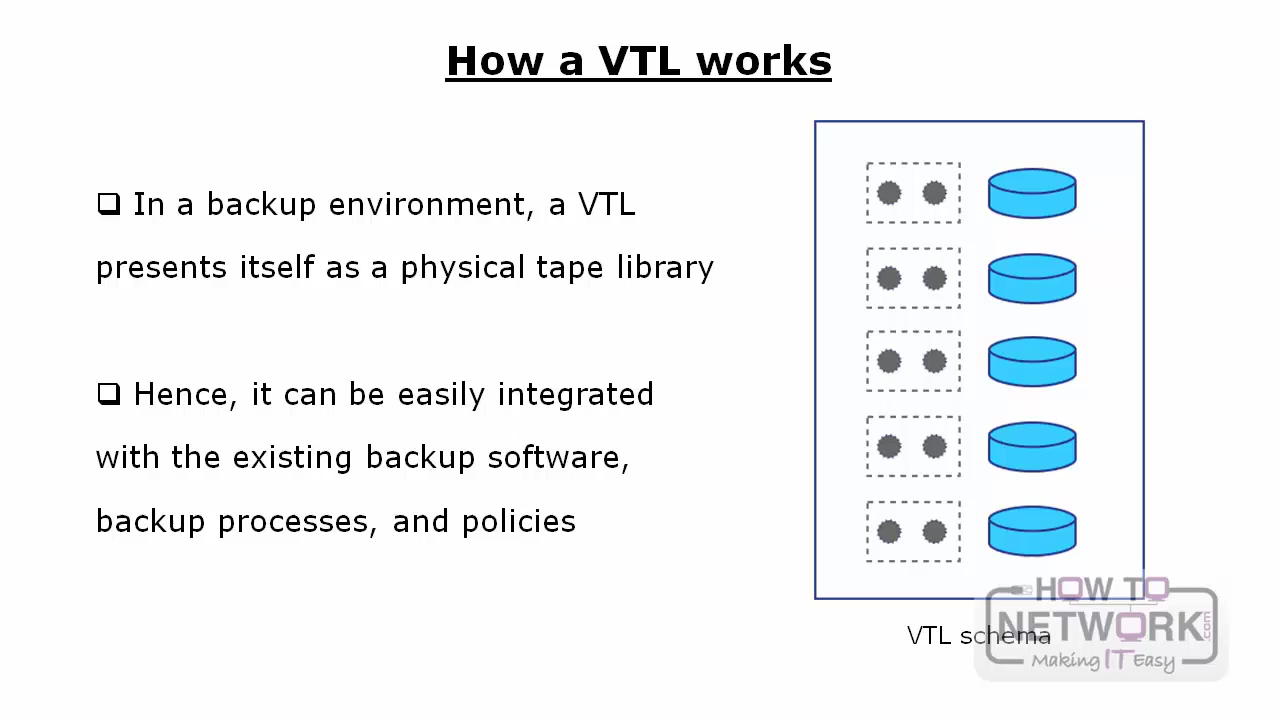 How a VTL works
❑ In a backup environment, a VTL
presents itself as a physical tape library
❑ Hence, it can be easily integrated
with the existing backup software,
backup processes, and policies
VTL schema
HOW TO
NETWORK.com
Making IT Easy